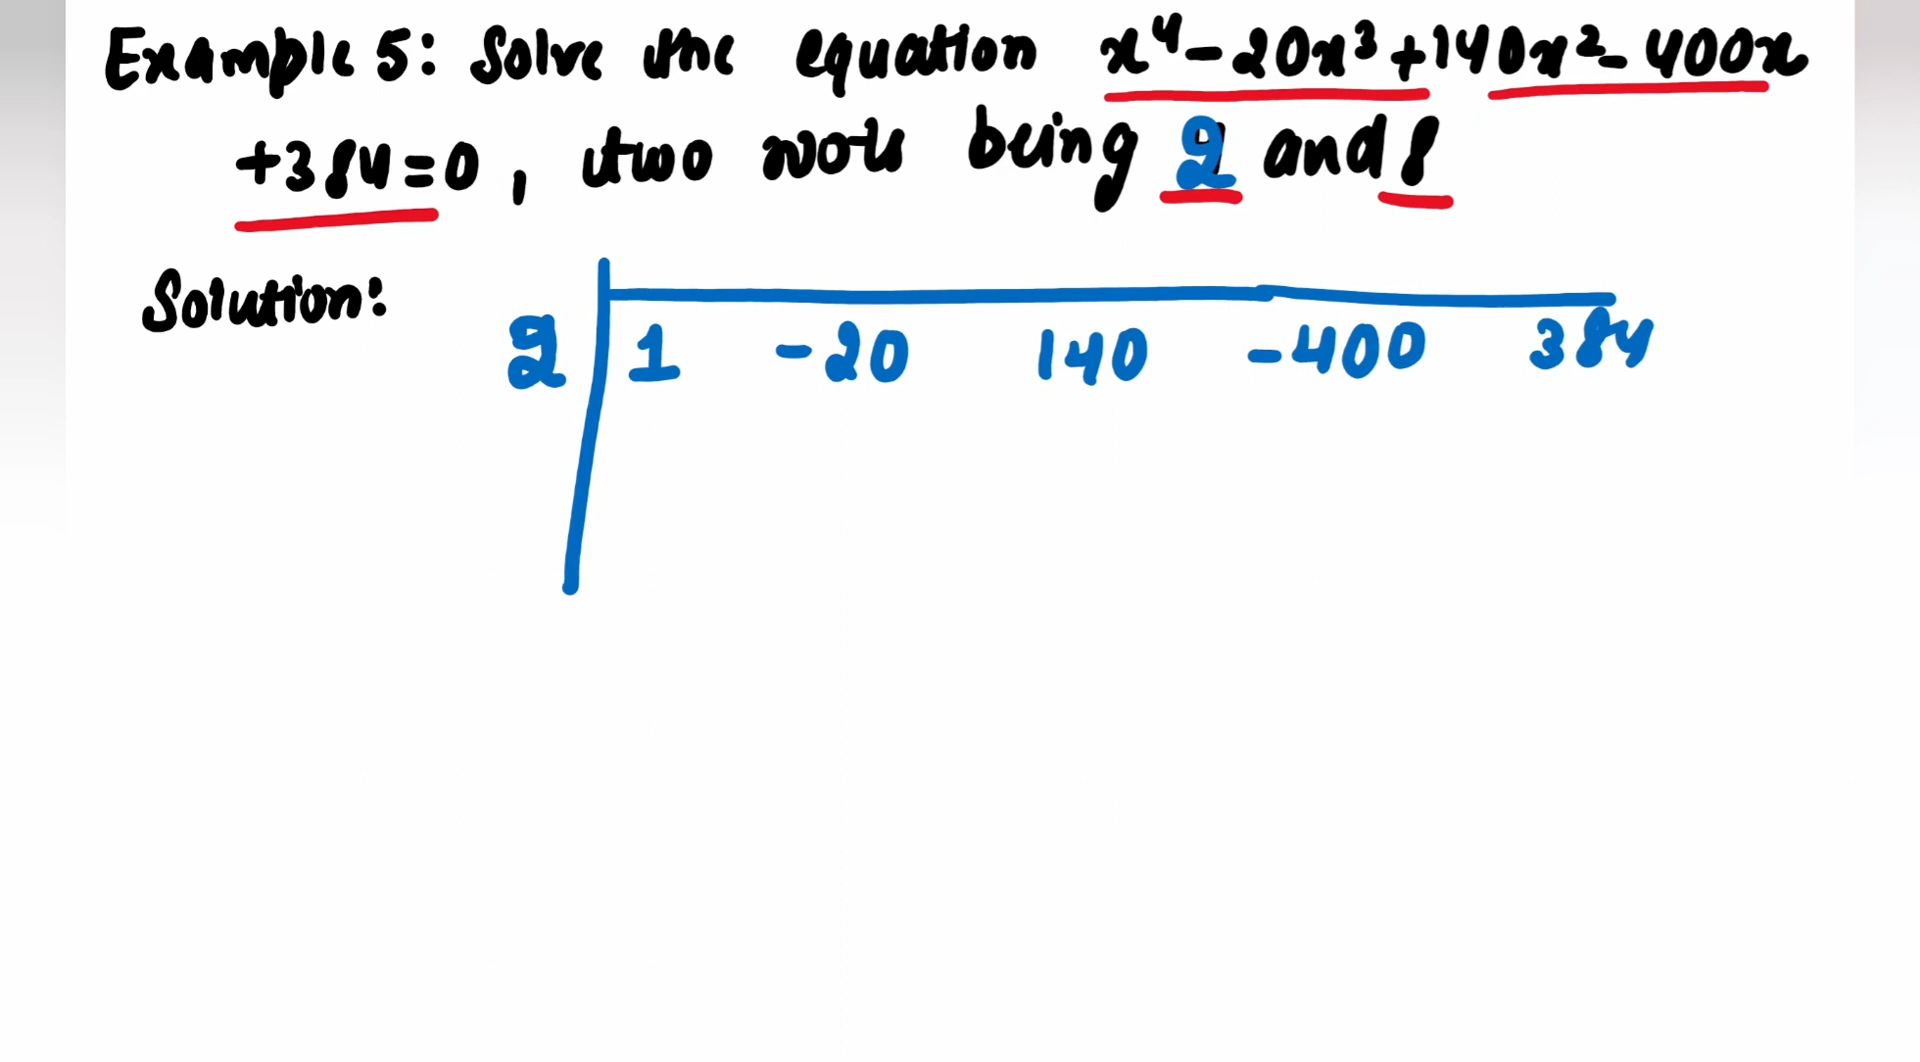 Example 5: Solve the equation x⁴-20x³+140x²-400x
+384=0, two roots being 2 and 8
Solution:
2 | 1 -20 140 -400 384